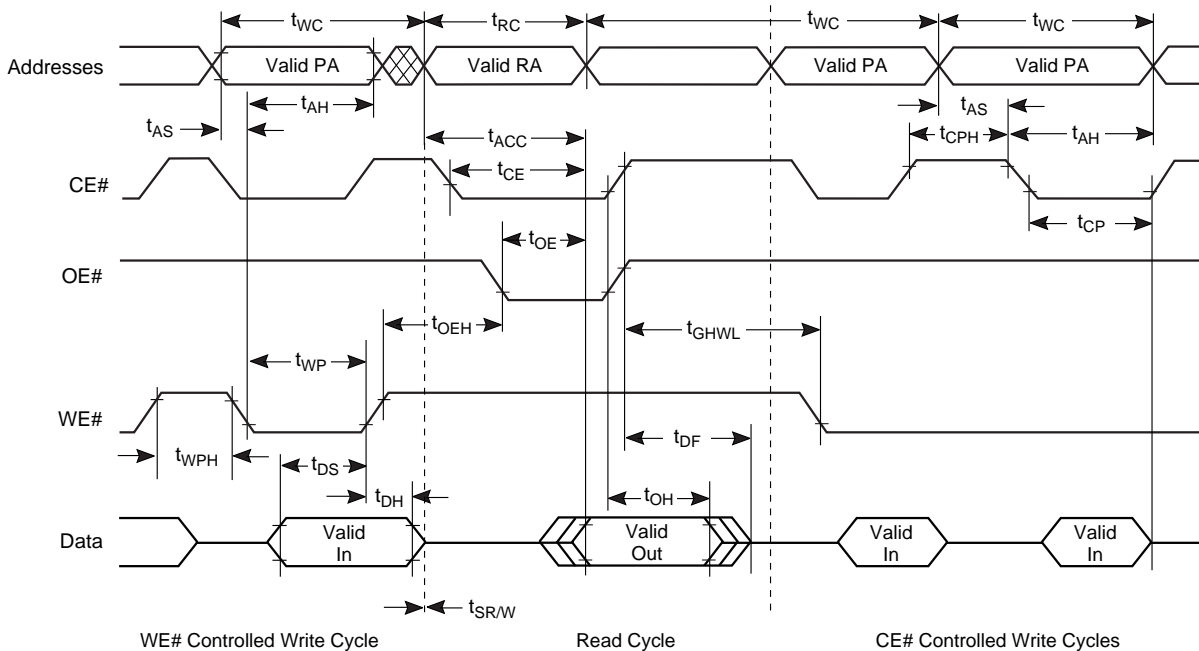 tWC tRC tWC tWC
Addresses Valid PA Valid RA Valid PA Valid PA
tAS
tAH
tCPH
tAH
tAS
tACC
tCE
CE#
tCP
tOE
OE#
tOEH
tGHWL
tWP
WE#
tWPH
tDF
tDS
tDH
tOH
Data
Valid
In
Valid
Out
Valid
In
Valid
In
tSR/W
WE# Controlled Write Cycle Read Cycle CE# Controlled Write Cycles